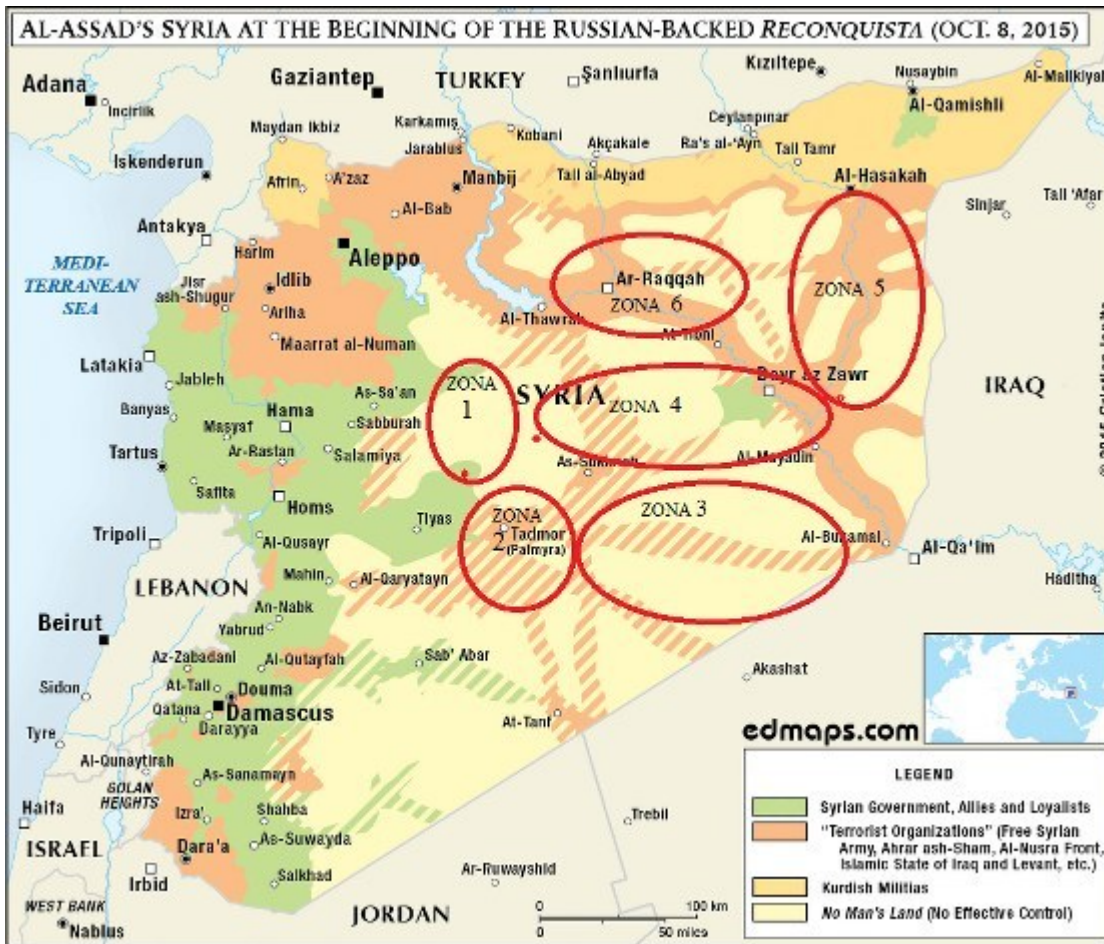 AL-ASSAD'S SYRIA AT THE BEGINNING OF THE RUSSIAN-BACKED RECONQUISTA (OCT. 8, 2015)
Adana
Incirlik
Gaziantep
TURKEY
Şanlıurfa
Kızıltepe
Nusaybin
Al-Malikiyah
Al-Qamishli
Maydan Ikbiz
Karkamış
Jarablus
Kobani
Akçakale
Tall al-Abyad
Ceylanpınar
Ra's al-'Ayn
Tall Tamr
Iskenderun
Afrin
A'zaz
Manbij
Al-Hasakah
Al-Bab
Sinjar
Tall 'Afar
Antakya
Harim
Aleppo
MEDI-
TERRANEAN
SEA
Jisr
ash-Shugur
Idlib
Ariha
Ar-Raqqah
ZONA 6
ZONA 5
Al-Thawrah
Maarrat al-Numan
Latakia
Jableh
As-Sa'an
ZONA
1
SYRIA
Dayr az Zawr
IRAQ
Banyas
Hama
Sabburah
ZONA 4
Masyaf
Tartus
Ar-Rastan
Salamiya
As-Sukhnah
Al-Mayadin
Safita
Homs
Tiyas
ZONA
2
Tadmor
(Palmyra)
ZONA 3
Tripoli
Al-Qusayr
Al-Bukamal
Al-Qa'im
LEBANON
Mahin
Al-Qaryatayn
Haditha
An-Nabk
Beirut
Yabrud
Az-Zabadani
Al-Qutayfah
Sab' Abar
Akashat
Sidon
At-Tall
Douma
Qatana
Damascus
Darayya
At-Tanf
Tyre
Al-Qunaytirah
edmaps.com
GOLAN
HEIGHTS
As-Sanamayn
Haifa
Izra'
Shahba
Trebil
ISRAEL
Dara'a
As-Suwayda
Irbid
Salkhad
Ar-Ruwayshid
WEST BANK
Nablus
JORDAN
0 100 km
0 50 miles
LEGEND
Syrian Government, Allies and Loyalists
"Terrorist Organizations" (Free Syrian
Army, Ahrar ash-Sham, Al-Nusra Front,
Islamic State of Iraq and Levant, etc.)
Kurdish Militias
No Man's Land (No Effective Control)